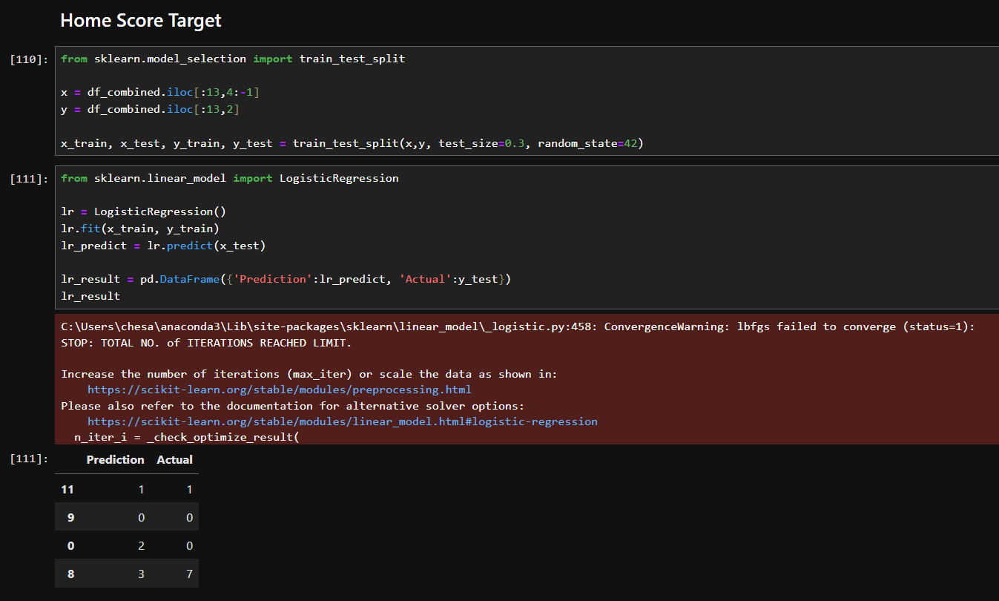 Home Score Target
[110]:
from sklearn.model_selection import train_test_split
x = df_combined.iloc[:13,4:-1]
y = df_combined.iloc[:13,2]
x_train, x_test, y_train, y_test = train_test_split(x,y, test_size=0.3, random_state=42)
[111]:
from sklearn.linear_model import LogisticRegression
lr = LogisticRegression()
lr.fit(x_train, y_train)
lr_predict = lr.predict(x_test)
lr_result = pd.DataFrame({'Prediction':lr_predict, 'Actual':y_test})
lr_result
C:\Users\chesa\anaconda3\Lib\site-packages\sklearn\linear_model\_logistic.py:458: ConvergenceWarning: lbfgs failed to converge (status=1):
STOP: TOTAL NO. of ITERATIONS REACHED LIMIT.
Increase the number of iterations (max_iter) or scale the data as shown in:
https://scikit-learn.org/stable/modules/preprocessing.html
Please also refer to the documentation for alternative solver options:
https://scikit-learn.org/stable/modules/linear_model.html#logistic-regression
n_iter_i = _check_optimize_result(
[111]:
Prediction Actual
11 1 1
9 0 0
0 2 0
8 3 7